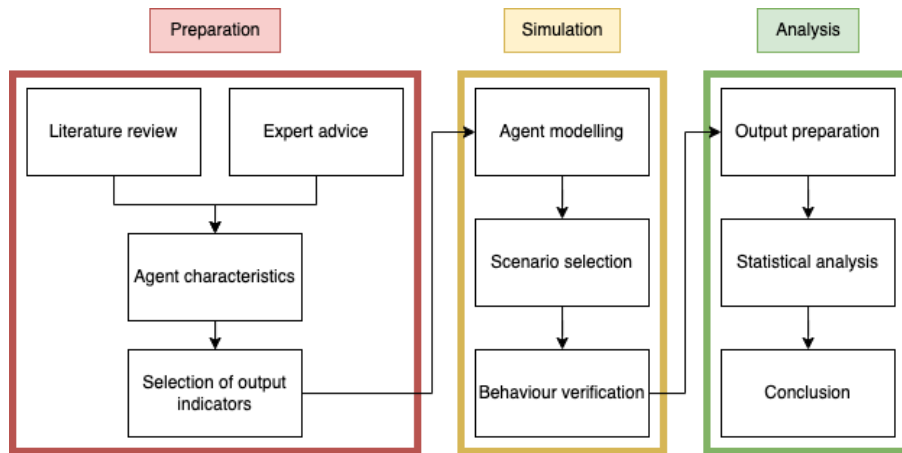 Preparation
Simulation
Analysis
Literature review
Expert advice
Agent characteristics
Selection of output
indicators
Agent modelling
Scenario selection
Behaviour verification
Output preparation
Statistical analysis
Conclusion